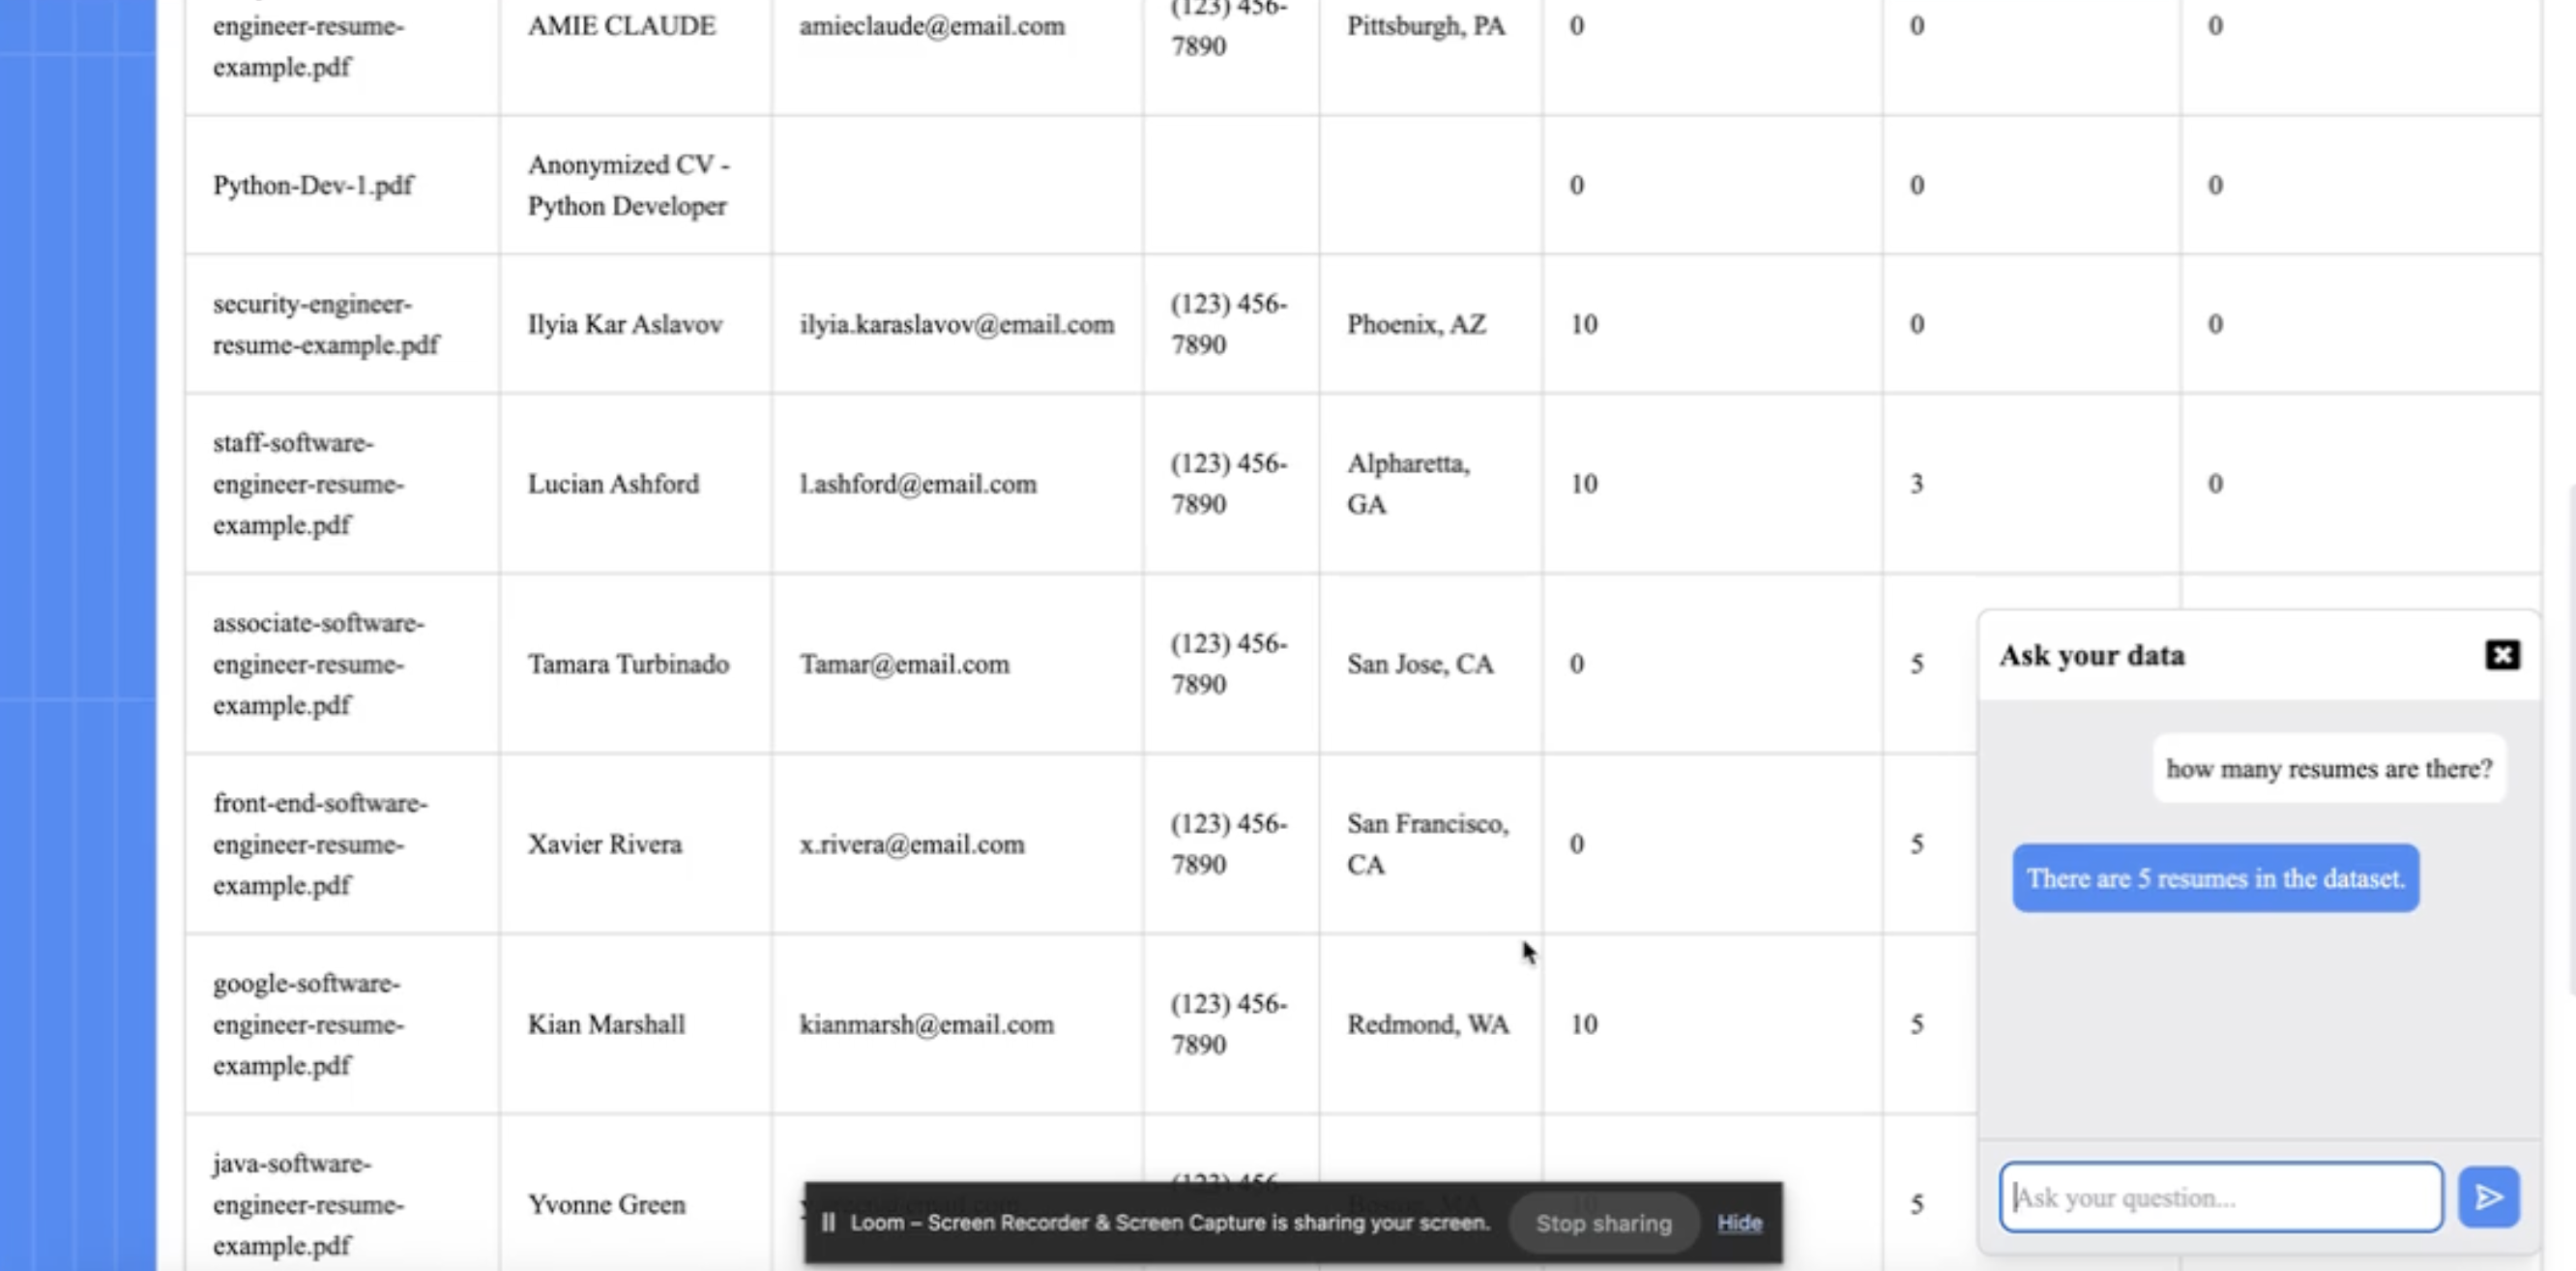 engineer-resume-
example.pdf
AMIE CLAUDE
amieclaude@email.com
(123) 456-
7890
Pittsburgh, PA
0
0
0
Python-Dev-1.pdf
Anonymized CV -
Python Developer
0
0
0
security-engineer-
resume-example.pdf
Ilyia Kar Aslavov
ilyia.karaslavov@email.com
(123) 456-
7890
Phoenix, AZ
10
0
0
staff-software-
engineer-resume-
example.pdf
Lucian Ashford
l.ashford@email.com
(123) 456-
7890
Alpharetta,
GA
10
3
0
associate-software-
engineer-resume-
example.pdf
Tamara Turbinado
Tamar@email.com
(123) 456-
7890
San Jose, CA
0
5
front-end-software-
engineer-resume-
example.pdf
Xavier Rivera
x.rivera@email.com
(123) 456-
7890
San Francisco,
CA
0
5
google-software-
engineer-resume-
example.pdf
Kian Marshall
kianmarsh@email.com
(123) 456-
7890
Redmond, WA
10
5
java-software-
engineer-resume-
example.pdf
Yvonne Green
(123) 456-
5
Ask your data
how many resumes are there?
There are 5 resumes in the dataset.
Ask your question...
Loom – Screen Recorder & Screen Capture is sharing your screen.
Stop sharing
Hide